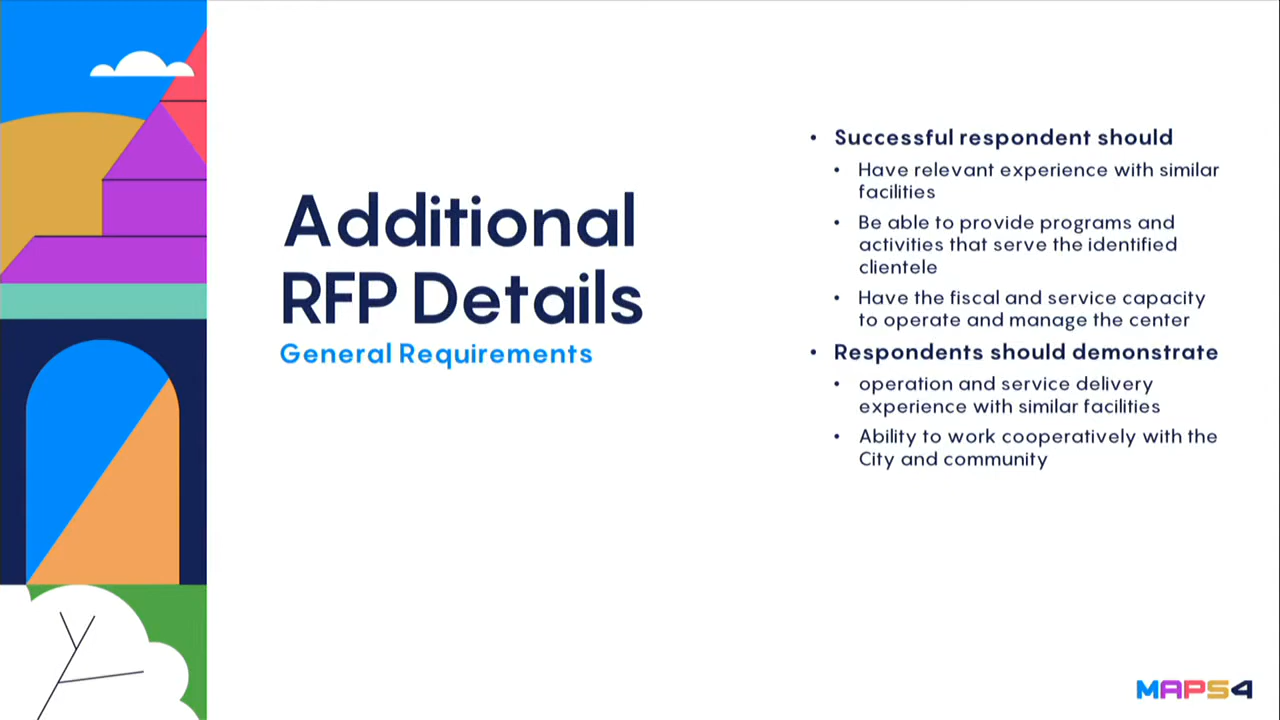 Additional
RFP Details
General Requirements
• Successful respondent should
• Have relevant experience with similar
facilities
• Be able to provide programs and
activities that serve the identified
clientele
• Have the fiscal and service capacity
to operate and manage the center
• Respondents should demonstrate
• operation and service delivery
experience with similar facilities
• Ability to work cooperatively with the
City and community
MAPS4